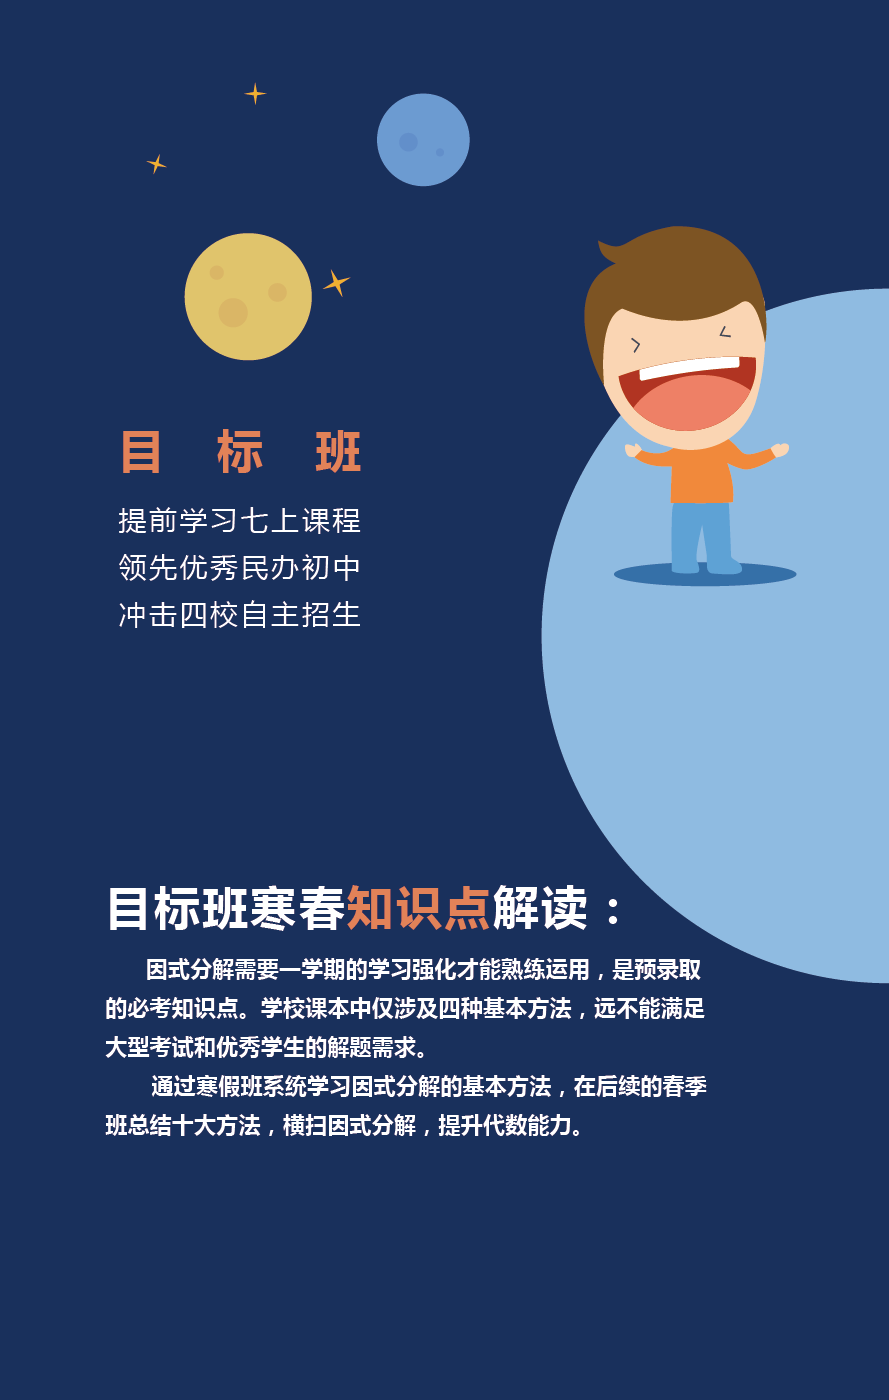 目 标 班
提前学习七上课程
领先优秀民办初中
冲击四校自主招生
目标班寒春知识点解读：
因式分解需要一学期的学习强化才能熟练运用，是预录取
的必考知识点。学校课本中仅涉及四种基本方法，远不能满足
大型考试和优秀学生的解题需求。
通过寒假班系统学习因式分解的基本方法，在后续的春季
班总结十大方法，横扫因式分解，提升代数能力。